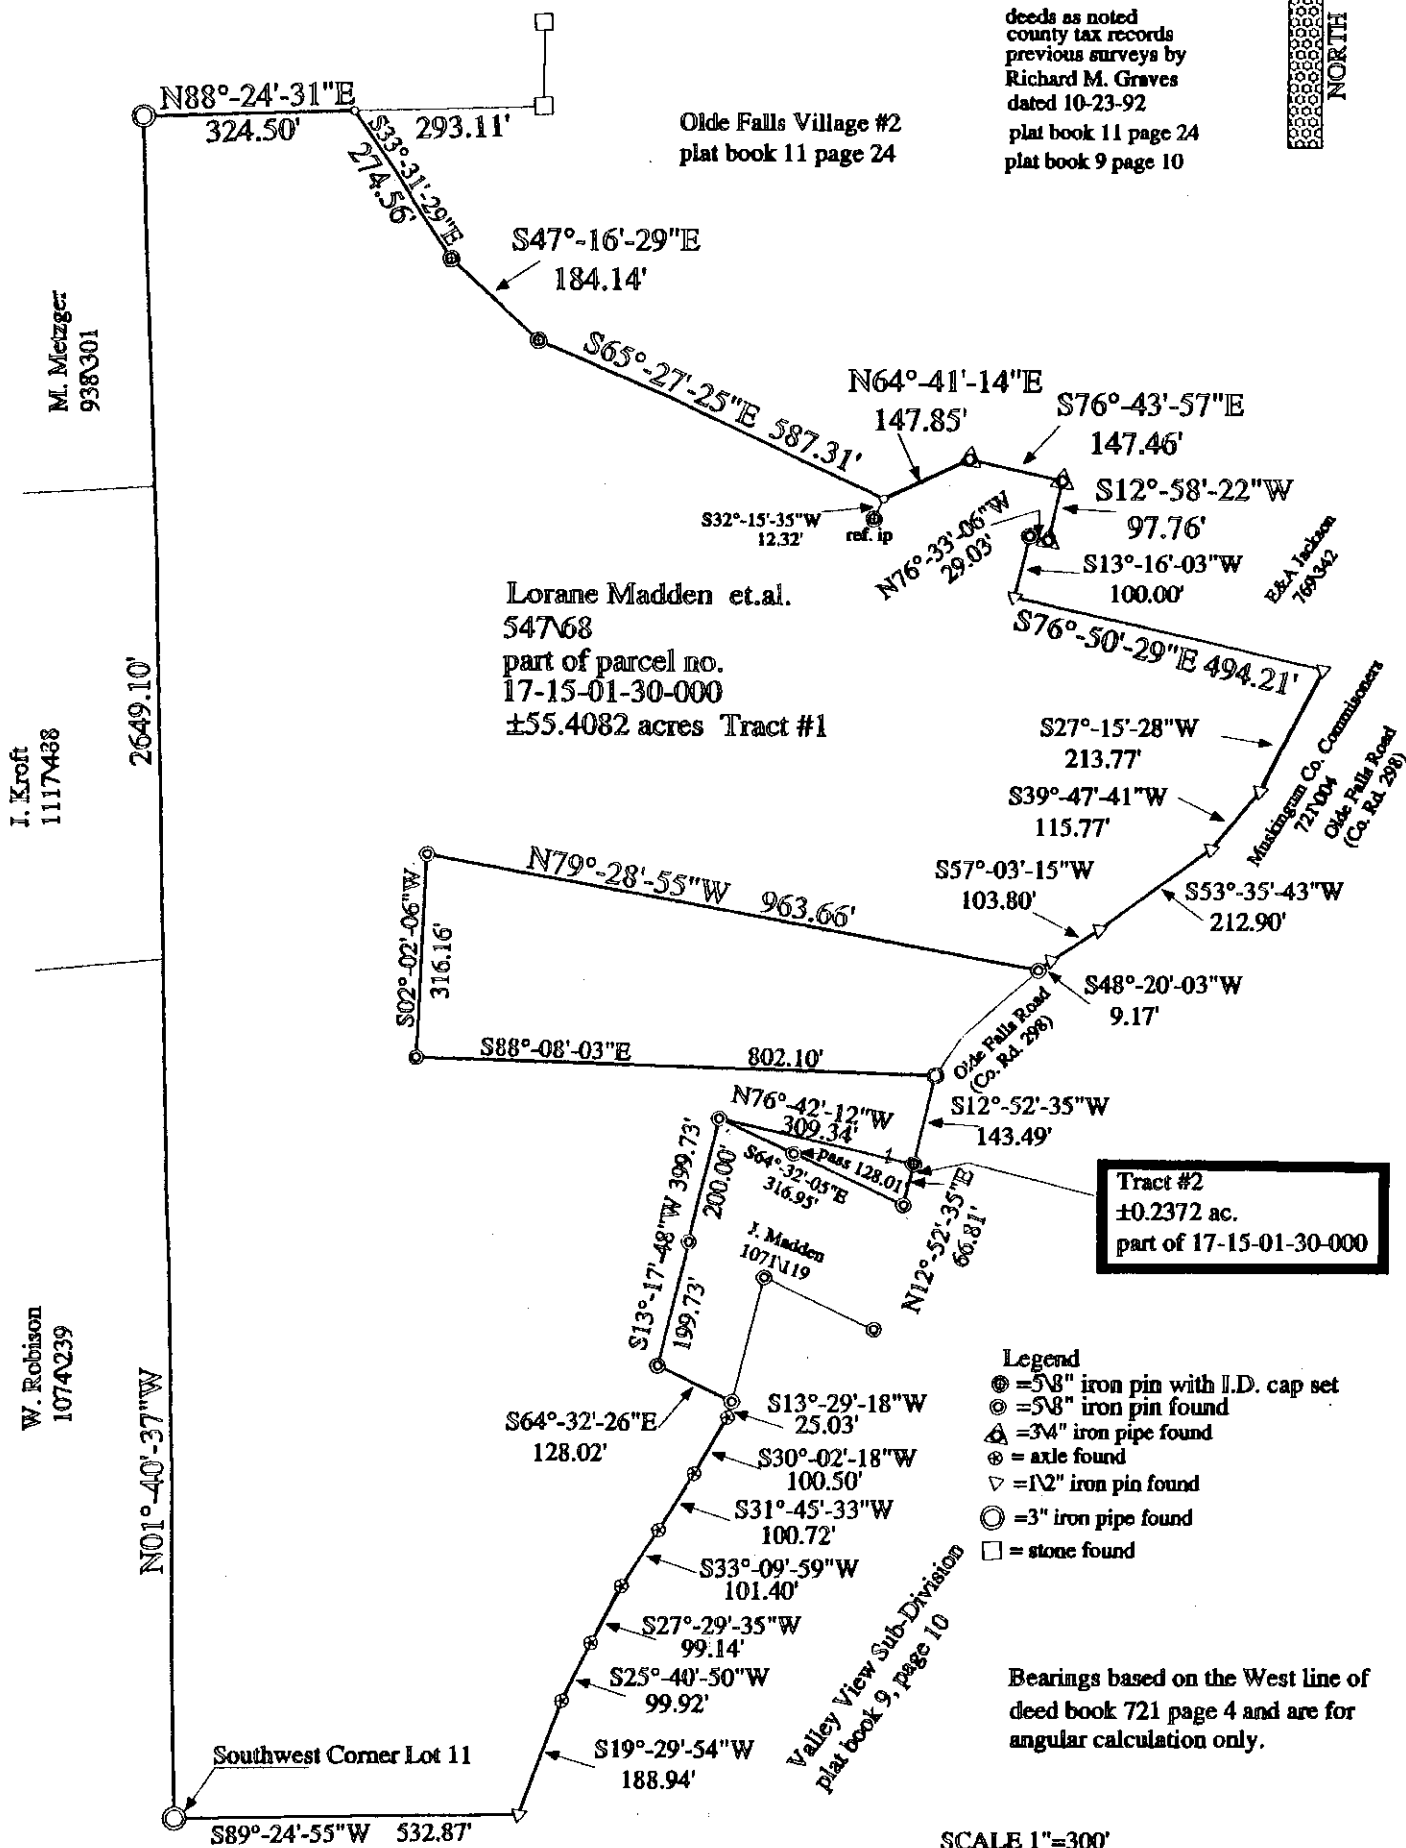 deeds as noted
county tax records
previous surveys by
Richard M. Graves
dated 10-23-92
plat book 11 page 24
plat book 9 page 10
NORTH
N88°-24'-31"E
324.50'
293.11'
S33°-31'-29"E
274.56'
Olde Falls Village #2
plat book 11 page 24
S47°-16'-29"E
184.14'
M. Metzger
938\301
S65°-27'-25"E 587.31'
N64°-41'-14"E
147.85'
S76°-43'-57"E
147.46'
S12°-58'-22"W
97.76'
S32°-15'-35"W
12.32'
ref. ip
N76°-33'-06"W
29.03'
S13°-16'-03"W
100.00'
E&A Jackson
769\342
S76°-50'-29"E 494.21'
Lorane Madden et.al.
547\68
part of parcel no.
17-15-01-30-000
±55.4082 acres Tract #1
2649.10'
J. Kroft
1117\438
S27°-15'-28"W
213.77'
Muskingum Co. Commisoners
721\004
Olde Falls Road
(Co. Rd. 298)
S39°-47'-41"W
115.77'
S57°-03'-15"W
103.80'
S53°-35'-43"W
212.90'
N79°-28'-55"W 963.66'
S02°-02'-06"W
316.16'
S48°-20'-03"W
9.17'
Olde Falls Road
(Co. Rd. 298)
S88°-08'-03"E 802.10'
N76°-42'-12"W
309.34'
S12°-52'-35"W
143.49'
pass 128.01'
S64°-32'-05"E
316.95'
N12°-52'-35"E
66.81'
Tract #2
±0.2372 ac.
part of 17-15-01-30-000
S13°-17'-48"W 399.73'
200.00'
199.73'
J. Madden
1071\119
W. Robison
1074\239
N01°-40'-37"W
S64°-32'-26"E
128.02'
S13°-29'-18"W
25.03'
S30°-02'-18"W
100.50'
S31°-45'-33"W
100.72'
S33°-09'-59"W
101.40'
S27°-29'-35"W
99.14'
S25°-40'-50"W
99.92'
S19°-29'-54"W
188.94'
Legend
=5\8" iron pin with I.D. cap set
=5\8" iron pin found
=3\4" iron pipe found
= axle found
=1\2" iron pin found
=3" iron pipe found
= stone found
Valley View Sub-Division
plat book 9, page 10
Bearings based on the West line of
deed book 721 page 4 and are for
angular calculation only.
Southwest Corner Lot 11
S89°-24'-55"W 532.87'
SCALE 1"=300'